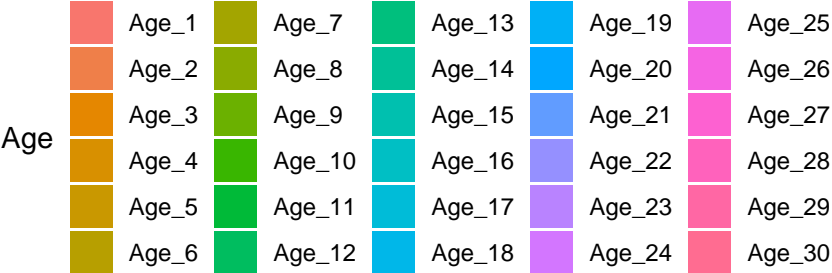 Age_1 Age_7 Age_13 Age_19 Age_25
Age_2 Age_8 Age_14 Age_20 Age_26
Age_3 Age_9 Age_15 Age_21 Age_27
Age
Age_4 Age_10 Age_16 Age_22 Age_28
Age_5 Age_11 Age_17 Age_23 Age_29
Age_6 Age_12 Age_18 Age_24 Age_30